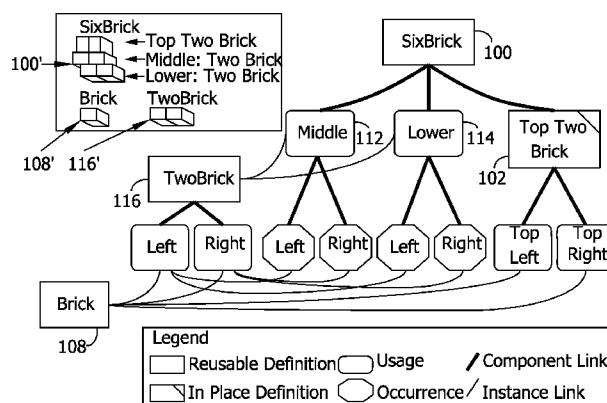 SixBrick
Top Two Brick
Middle: Two Brick
Lower: Two Brick
100'
Brick
TwoBrick
108'
116'
SixBrick
100
Middle
112
Lower
114
Top Two
Brick
102
TwoBrick
116
Left
Right
Left
Right
Left
Right
Top
Left
Top
Right
Brick
108
Legend
Reusable Definition
Usage
Component Link
In Place Definition
Occurrence
Instance Link